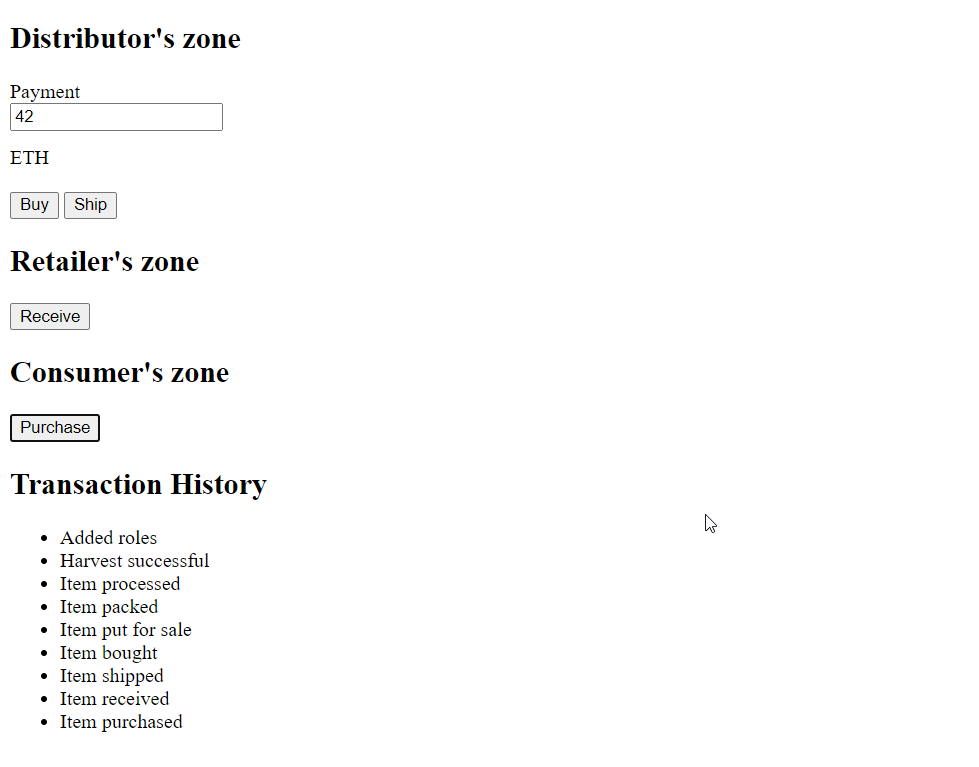 Distributor's zone
Payment
42
ETH
Buy Ship
Retailer's zone
Receive
Consumer's zone
Purchase
Transaction History
Added roles
Harvest successful
Item processed
Item packed
Item put for sale
Item bought
Item shipped
Item received
Item purchased